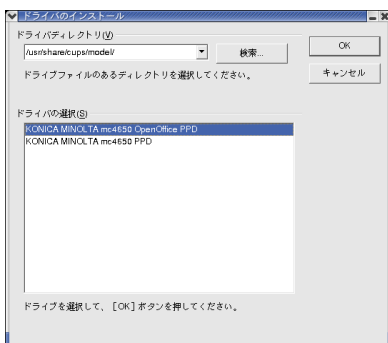 ドライバのインストール
ドライバディレクトリ(V)
/usr/share/cups/model/
検索...
OK
ドライブファイルのあるディレクトリを選択してください。
キャンセル
ドライバの選択(S)
KONICA MINOLTA mc4650 OpenOffice PPD
KONICA MINOLTA mc4650 PPD
ドライブを選択して、［OK］ボタンを押してください。